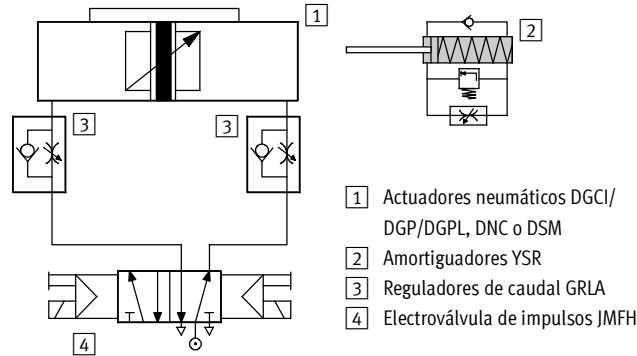 1
2
3
3
4
1 Actuadores neumáticos DGCI/
DGP/DGPL, DNC o DSM
2 Amortiguadores YSR
3 Reguladores de caudal GRLA
4 Electroválvula de impulsos JMFH